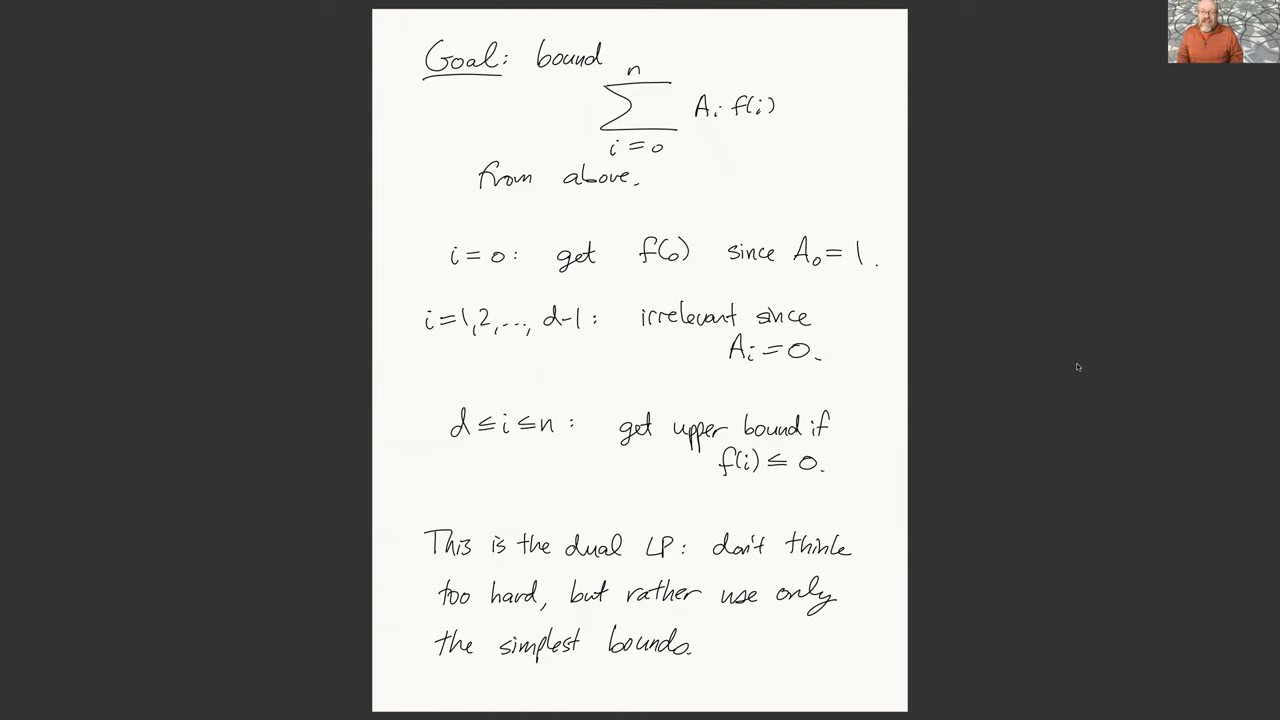 Goal: bound
n
∑ Aᵢ f(i)
i = 0
from above.
i = 0: get f(0) since A₀ = 1.
i=1,2,..., d-1: irrelevant since
Aᵢ = 0.
d ≤ i ≤ n: get upper bound if
f(i) ≤ 0.
This is the dual LP: don't think
too hard, but rather use only
the simplest bounds.